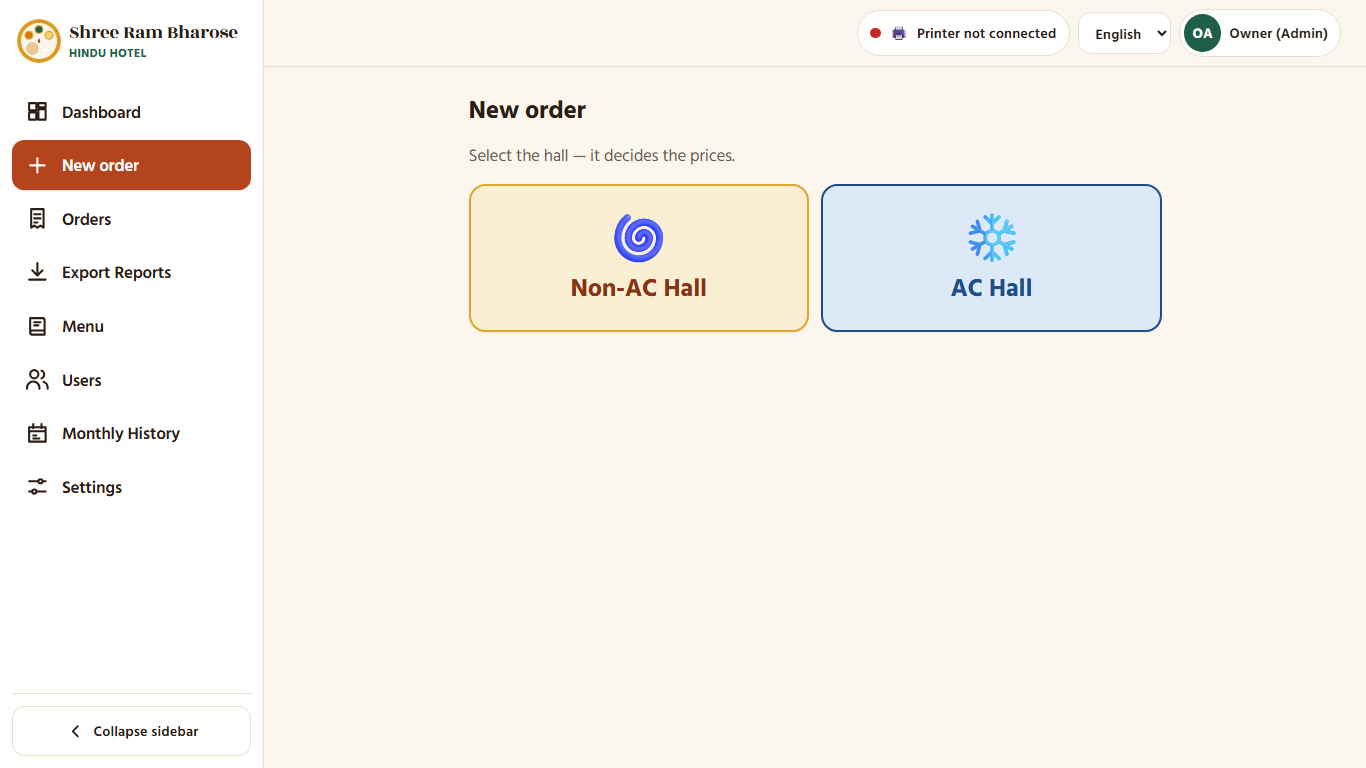 Shree Ram Bharose
HINDU HOTEL
Printer not connected
English
OA
Owner (Admin)
Dashboard
New order
Orders
Export Reports
Menu
Users
Monthly History
Settings
Collapse sidebar
New order
Select the hall — it decides the prices.
Non-AC Hall
AC Hall